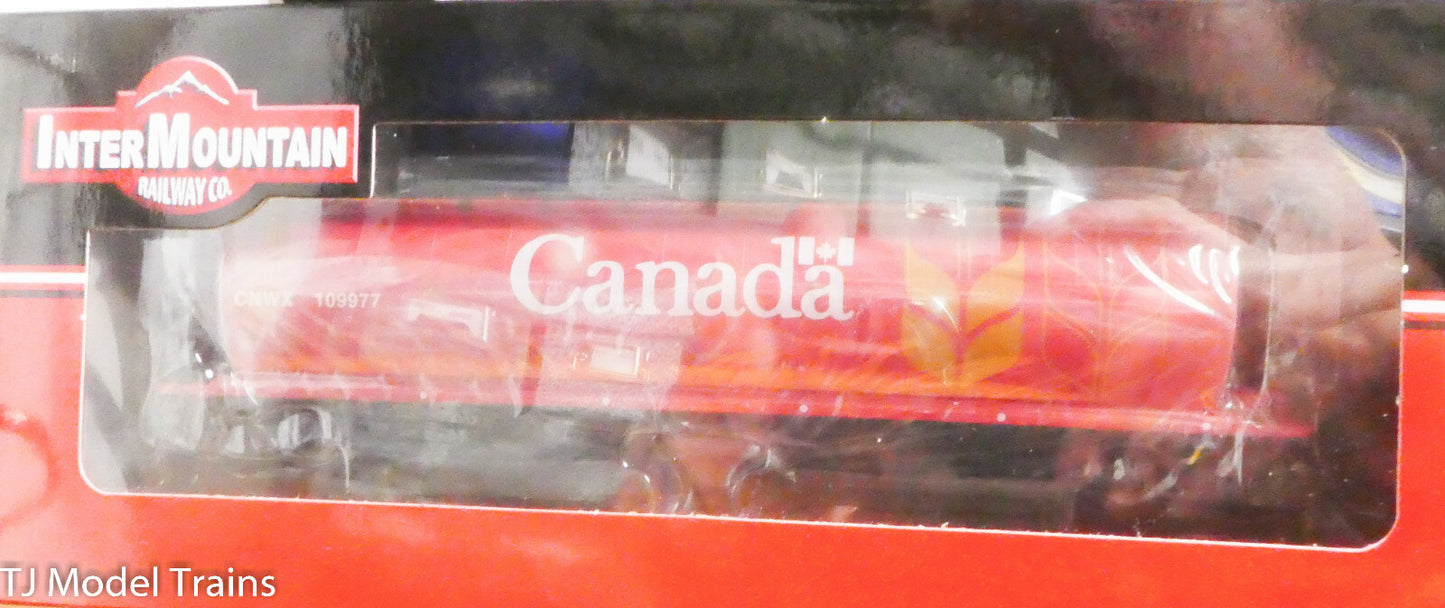 INTERMOUNTAIN
RAILWAY CO.
Canada
CNWX 109977
TJ Model Trains